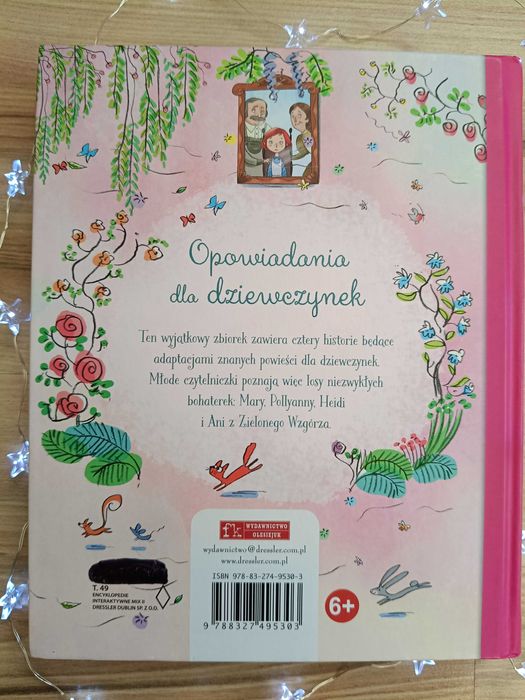 Opowiadania
dla dziewczynek
Ten wyjątkowy zbiorek zawiera cztery historie będące
adaptacjami znanych powieści dla dziewczynek.
Młode czytelniczki poznają więc losy niezwykłych
bohaterek: Mary, Pollyanny, Heidi
i Ani z Zielonego Wzgórza.
fk WYDAWNICTWO
OLESIEJUK
wydawnictwo@dressler.com.pl
www.dressler.com.pl
ISBN 978-83-274-9530-3
9 788327 495303
6+
T. 49
ENCYKLOPEDIE
INTERAKTYWNE MIX II
DRESSLER DUBLIN SP. Z O.O.